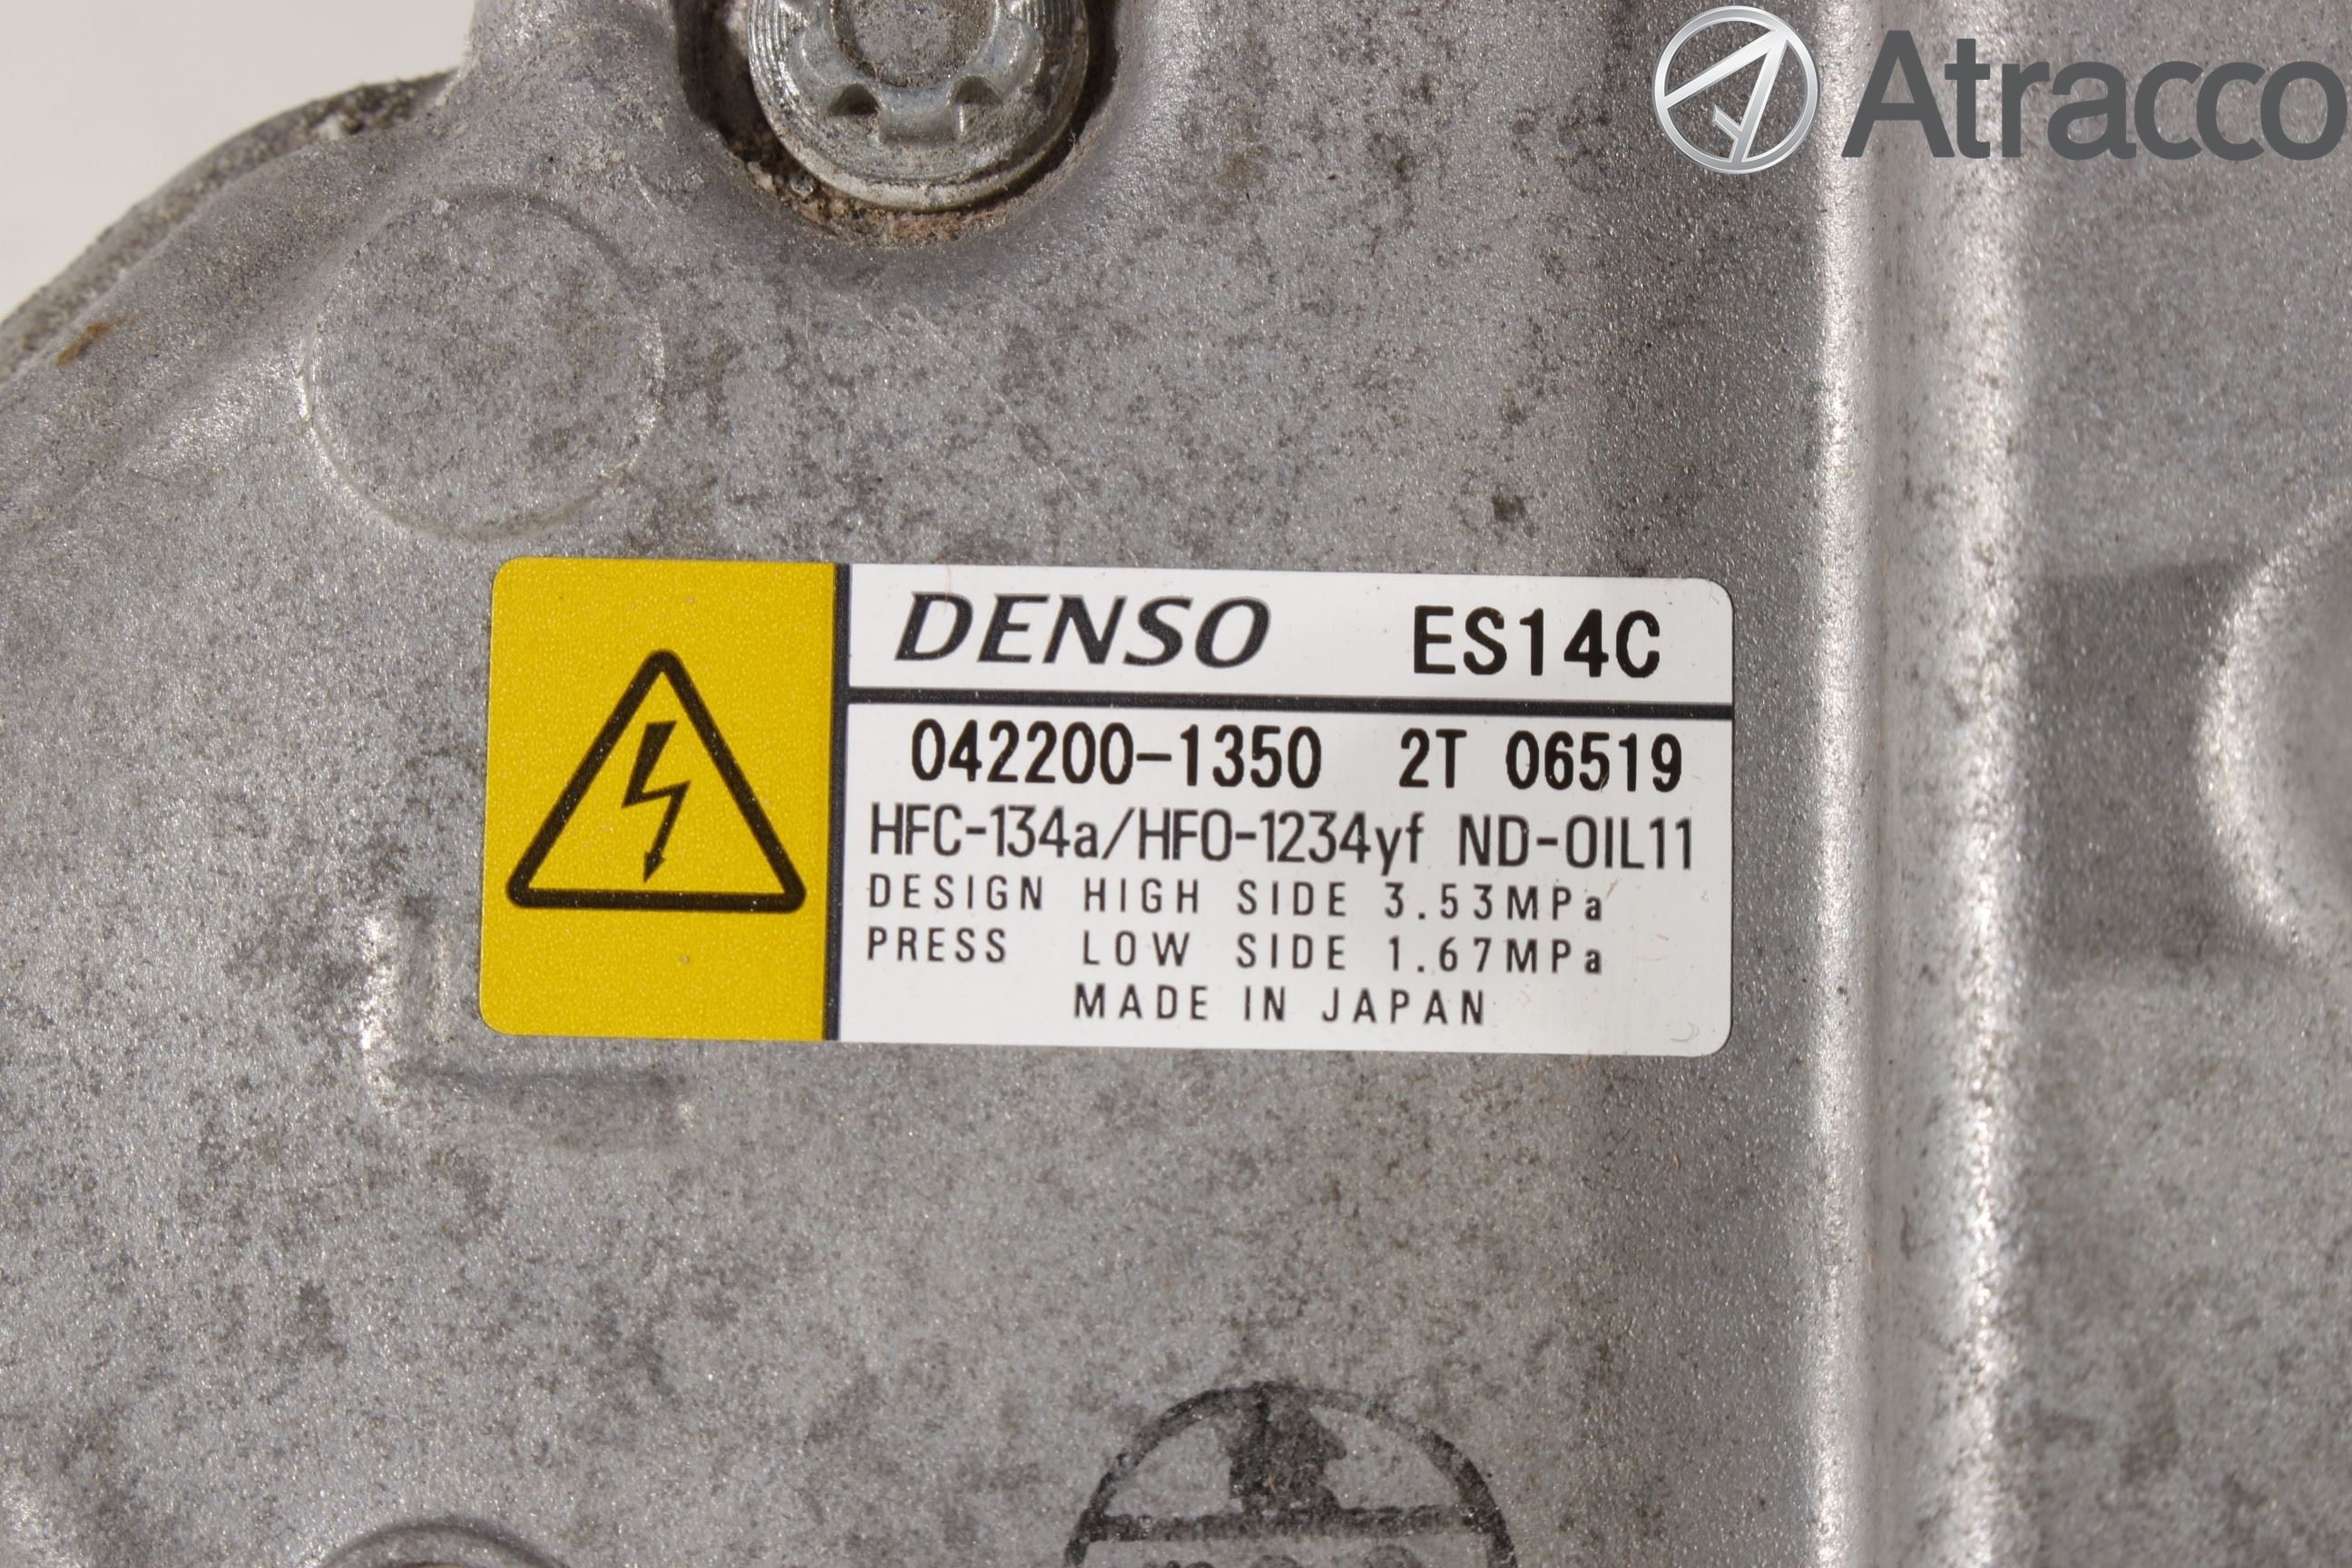 Atracco
DENSO ES14C
042200-1350 2T 06519
HFC-134a/HFO-1234yf ND-OIL11
DESIGN HIGH SIDE 3.53MPa
PRESS LOW SIDE 1.67MPa
MADE IN JAPAN